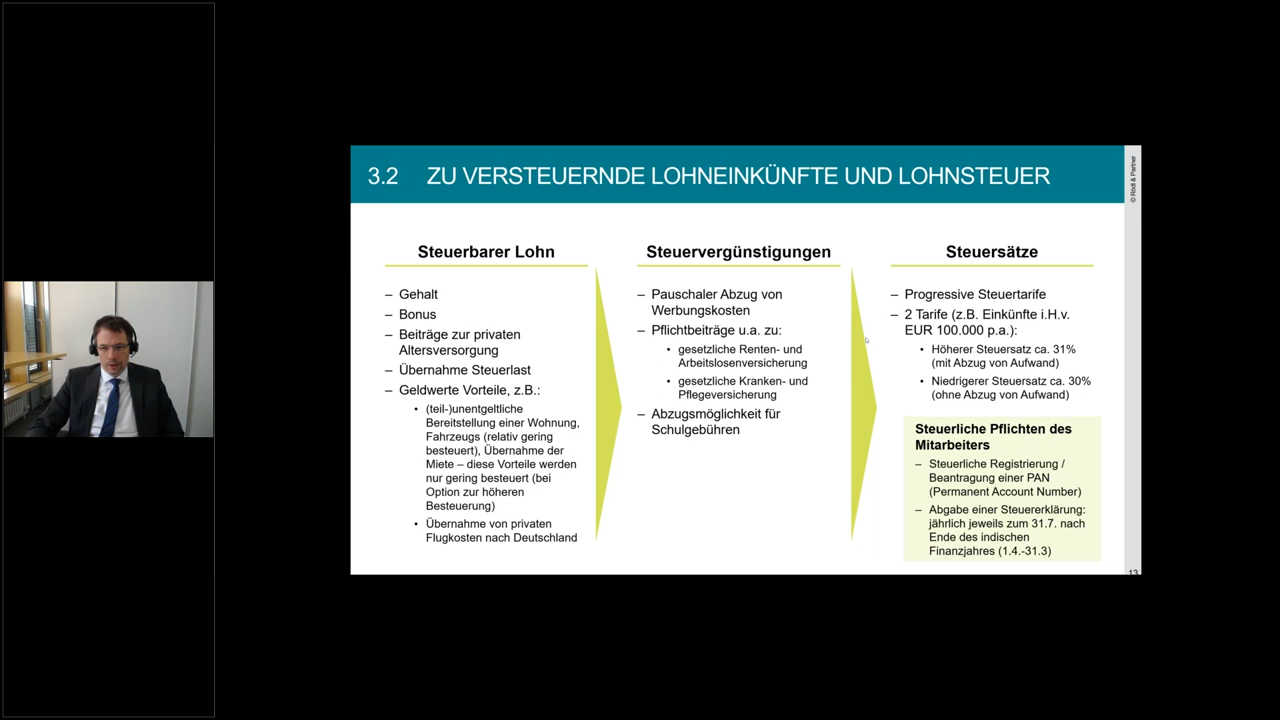 3.2 ZU VERSTEUERNDE LOHNEINKÜNFTE UND LOHNSTEUER
© Rödl & Partner
Steuerbarer Lohn
– Gehalt
– Bonus
– Beiträge zur privaten
Altersversorgung
– Übernahme Steuerlast
– Geldwerte Vorteile, z.B.:
• (teil-)unentgeltliche
Bereitstellung einer Wohnung,
Fahrzeugs (relativ gering
besteuert), Übernahme der
Miete – diese Vorteile werden
nur gering besteuert (bei
Option zur höheren
Besteuerung)
• Übernahme von privaten
Flugkosten nach Deutschland
Steuervergünstigungen
– Pauschaler Abzug von
Werbungskosten
– Pflichtbeiträge u.a. zu:
• gesetzliche Renten- und
Arbeitslosenversicherung
• gesetzliche Kranken- und
Pflegeversicherung
– Abzugsmöglichkeit für
Schulgebühren
Steuersätze
– Progressive Steuertarife
– 2 Tarife (z.B. Einkünfte i.H.v.
EUR 100.000 p.a.):
• Höherer Steuersatz ca. 31%
(mit Abzug von Aufwand)
• Niedrigerer Steuersatz ca. 30%
(ohne Abzug von Aufwand)
Steuerliche Pflichten des
Mitarbeiters
– Steuerliche Registrierung /
Beantragung einer PAN
(Permanent Account Number)
– Abgabe einer Steuererklärung:
jährlich jeweils zum 31.7. nach
Ende des indischen
Finanzjahres (1.4.-31.3)
13